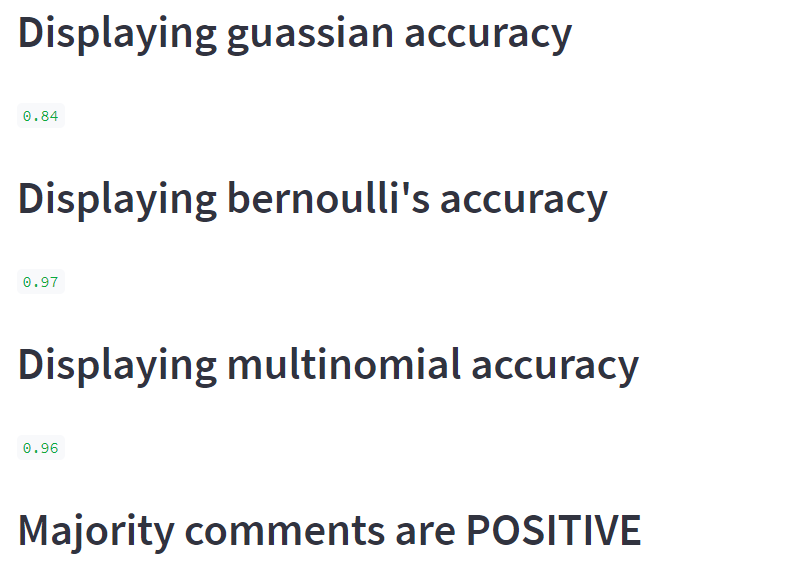 Displaying guassian accuracy
0.84
Displaying bernoulli's accuracy
0.97
Displaying multinomial accuracy
0.96
Majority comments are POSITIVE